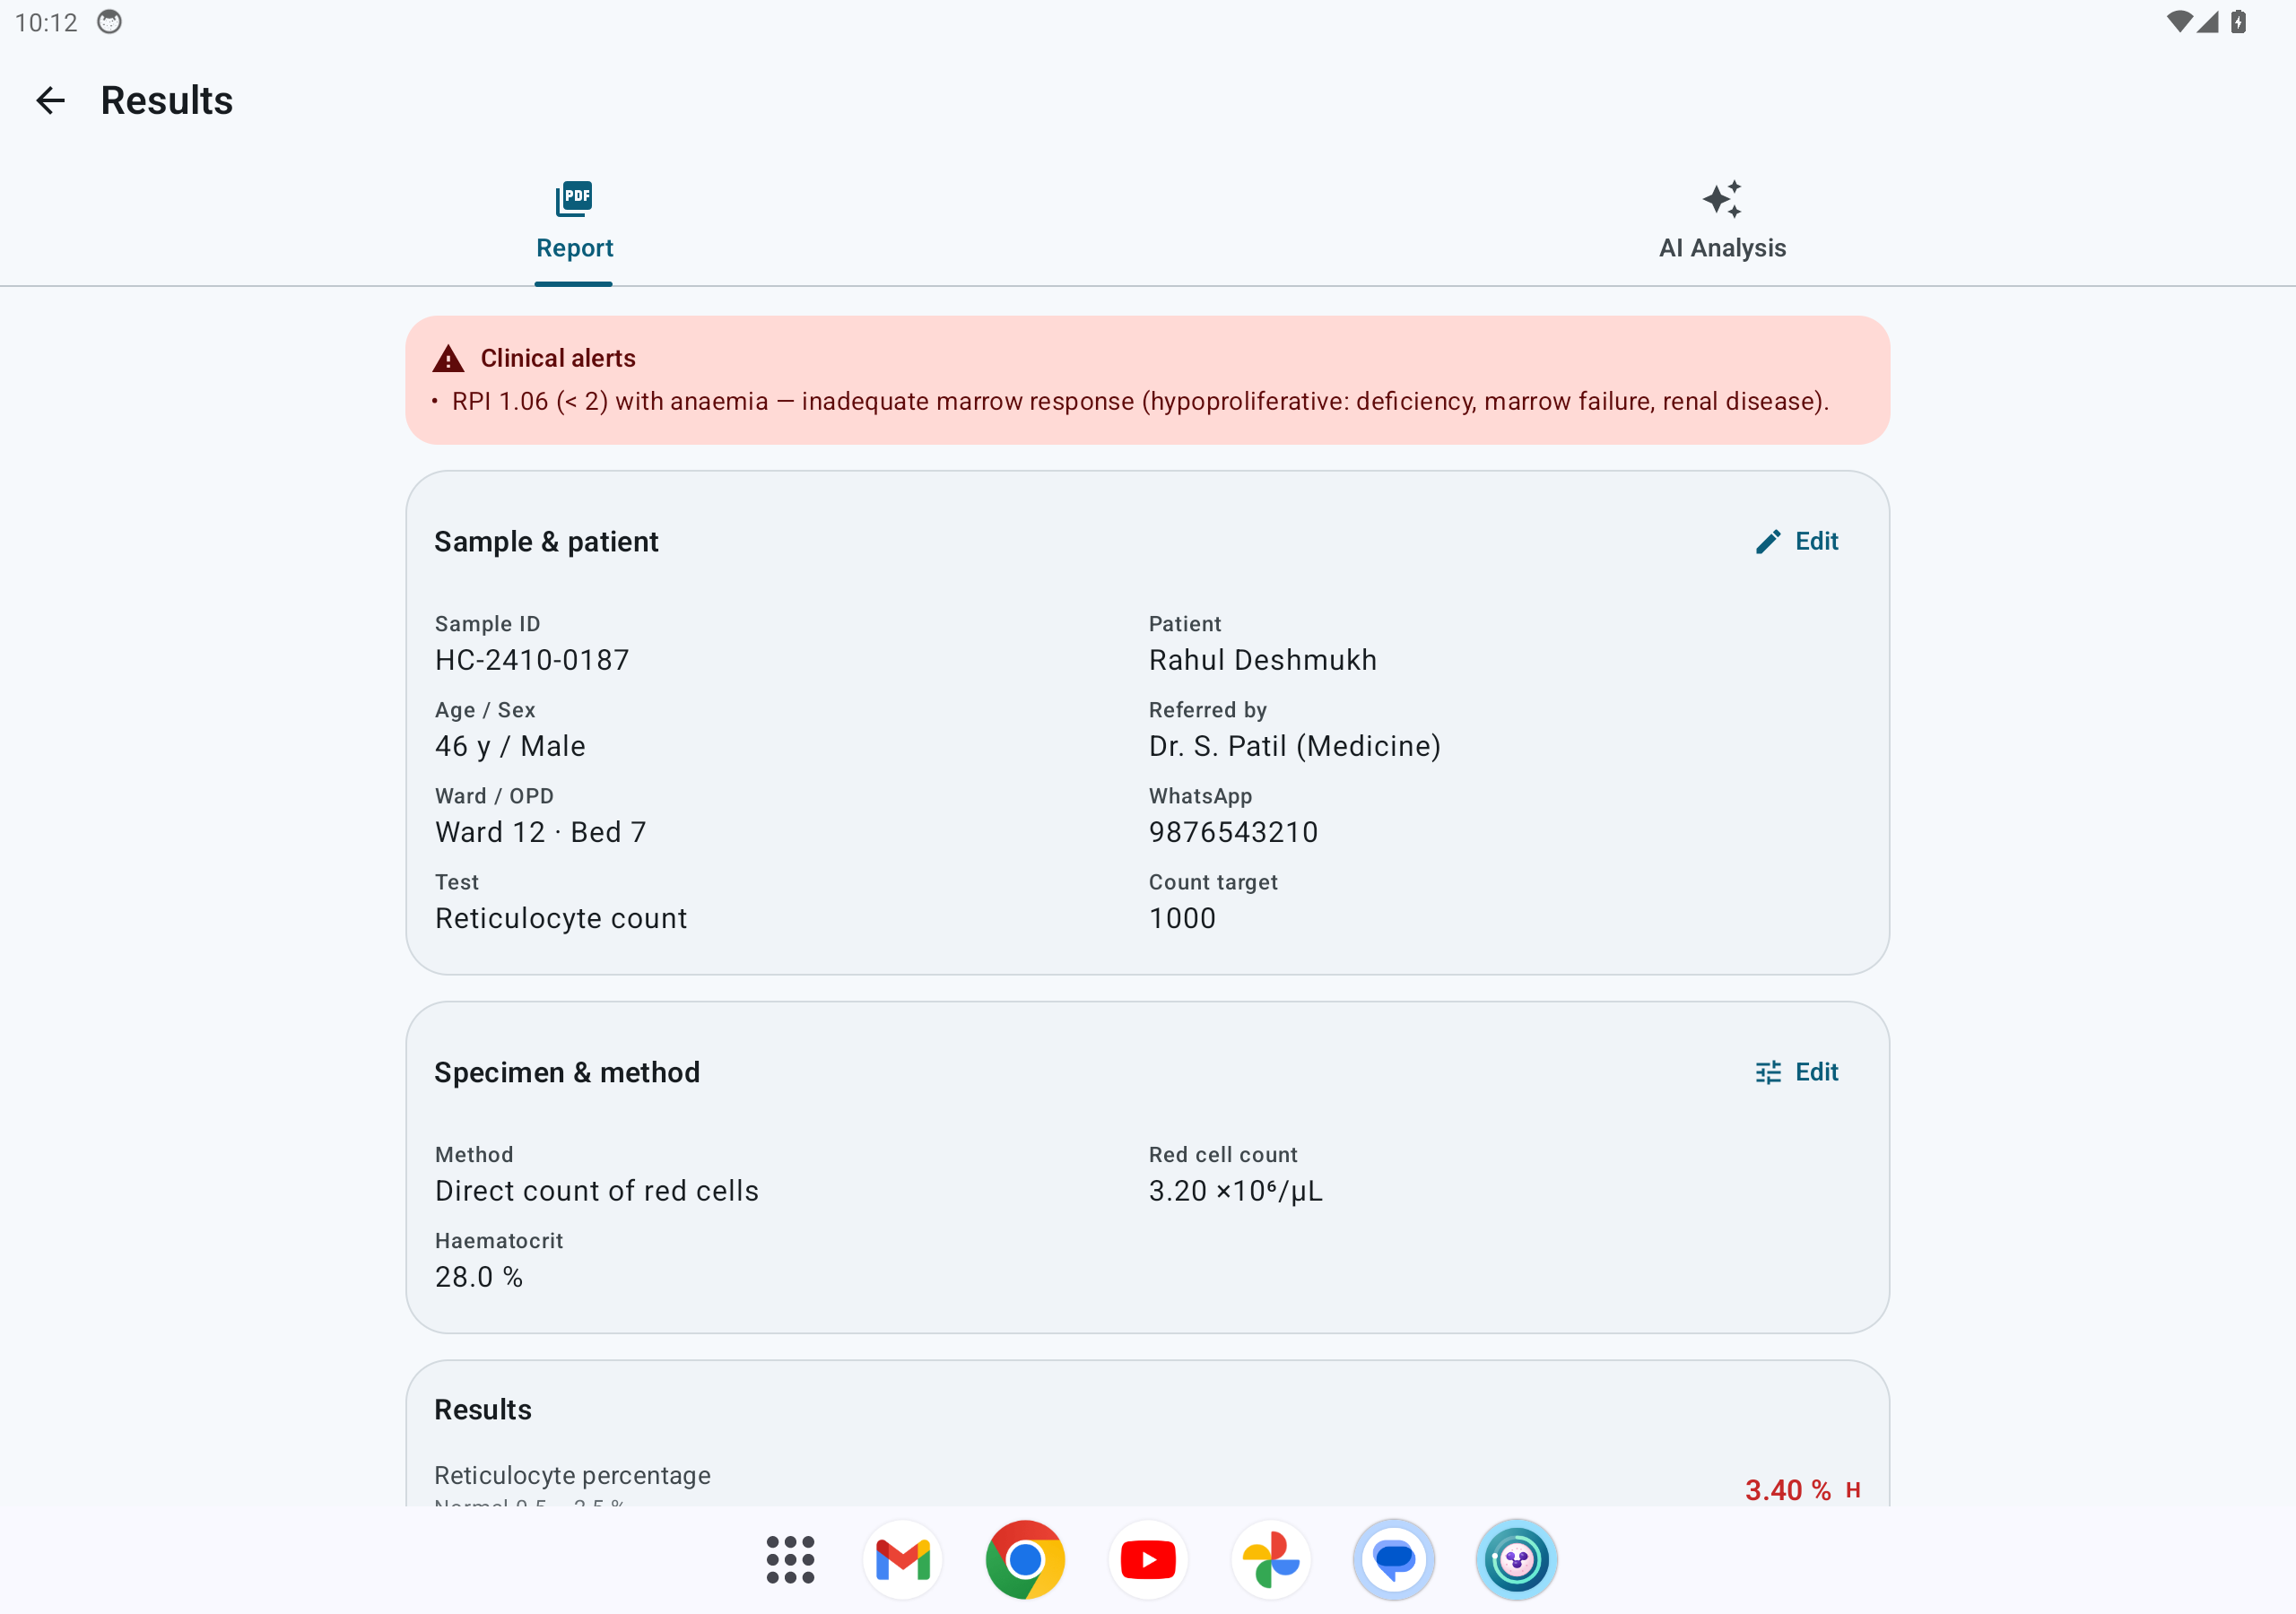 10:12
Results
PDF
Report
AI Analysis
Clinical alerts
• RPI 1.06 (< 2) with anaemia — inadequate marrow response (hypoproliferative: deficiency, marrow failure, renal disease).
Sample & patient
Edit
Sample ID
HC-2410-0187
Patient
Rahul Deshmukh
Age / Sex
46 y / Male
Referred by
Dr. S. Patil (Medicine)
Ward / OPD
Ward 12 · Bed 7
WhatsApp
9876543210
Test
Reticulocyte count
Count target
1000
Specimen & method
Edit
Method
Direct count of red cells
Red cell count
3.20 ×10⁶/µL
Haematocrit
28.0 %
Results
Reticulocyte percentage
3.40 % H